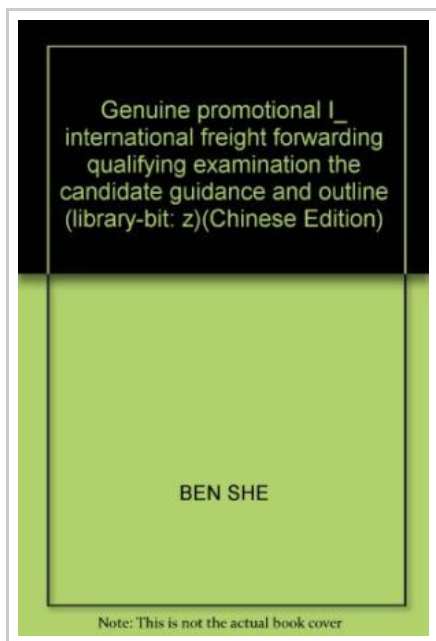 Genuine promotional I_
international freight forwarding
qualifying examination the
candidate guidance and outline
(library-bit: z)(Chinese Edition)
BEN SHE
Note: This is not the actual book cover